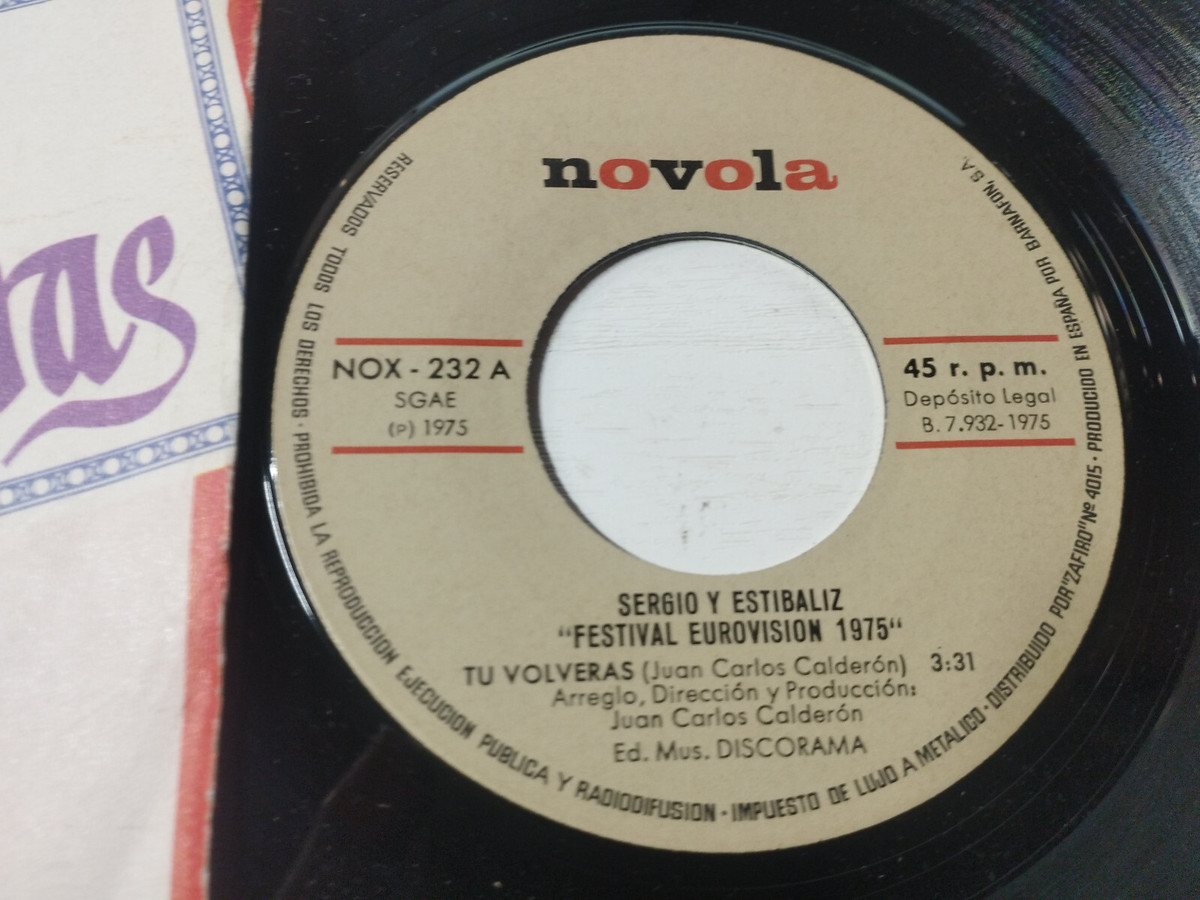 novola
NOX - 232 A
SGAE
(P) 1975
45 r. p. m.
Depósito Legal
B. 7.932-1975
SERGIO Y ESTIBALIZ
"FESTIVAL EUROVISION 1975"
TU VOLVERAS (Juan Carlos Calderón) 3:31
Arreglo, Dirección y Producción:
Juan Carlos Calderón
Ed. Mus. DISCORAMA
RESERVADOS TODOS LOS DERECHOS · PROHIBIDA LA REPRODUCCION EJECUCION PUBLICA Y RADIODIFUSION · IMPUESTO DE LUJO A METALICO · DISTRIBUIDO POR "ZAFIRO" Nº 4015 · PRODUCIDO EN ESPAÑA POR BARNAFON, S.A.